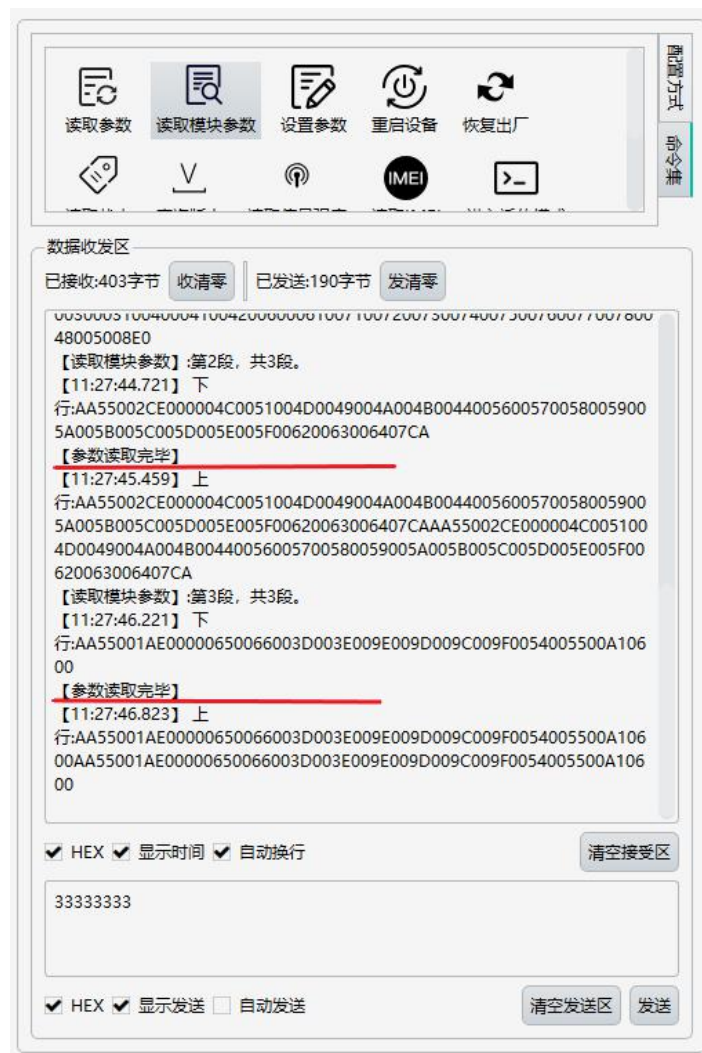 配置方式
命令集
读取参数 读取模块参数 设置参数 重启设备 恢复出厂
IMEI
数据收发区
已接收:403字节 收清零 已发送:190字节 发清零
48005008E0
【读取模块参数】:第2段，共3段。
【11:27:44.721】 下
行:AA55002CE000004C0051004D0049004A004B0044005600570058005900
5A005B005C005D005E005F00620063006407CA
【参数读取完毕】
【11:27:45.459】 上
行:AA55002CE000004C0051004D0049004A004B0044005600570058005900
5A005B005C005D005E005F00620063006407CAAA55002CE000004C005100
4D0049004A004B00440056005700580059005A005B005C005D005E005F00
620063006407CA
【读取模块参数】:第3段，共3段。
【11:27:46.221】 下
行:AA55001AE00000650066003D003E009E009D009C009F0054005500A106
00
【参数读取完毕】
【11:27:46.823】 上
行:AA55001AE00000650066003D003E009E009D009C009F0054005500A106
00AA55001AE00000650066003D003E009E009D009C009F0054005500A106
00
HEX 显示时间 自动换行 清空接受区
33333333
HEX 显示发送 自动发送 清空发送区 发送